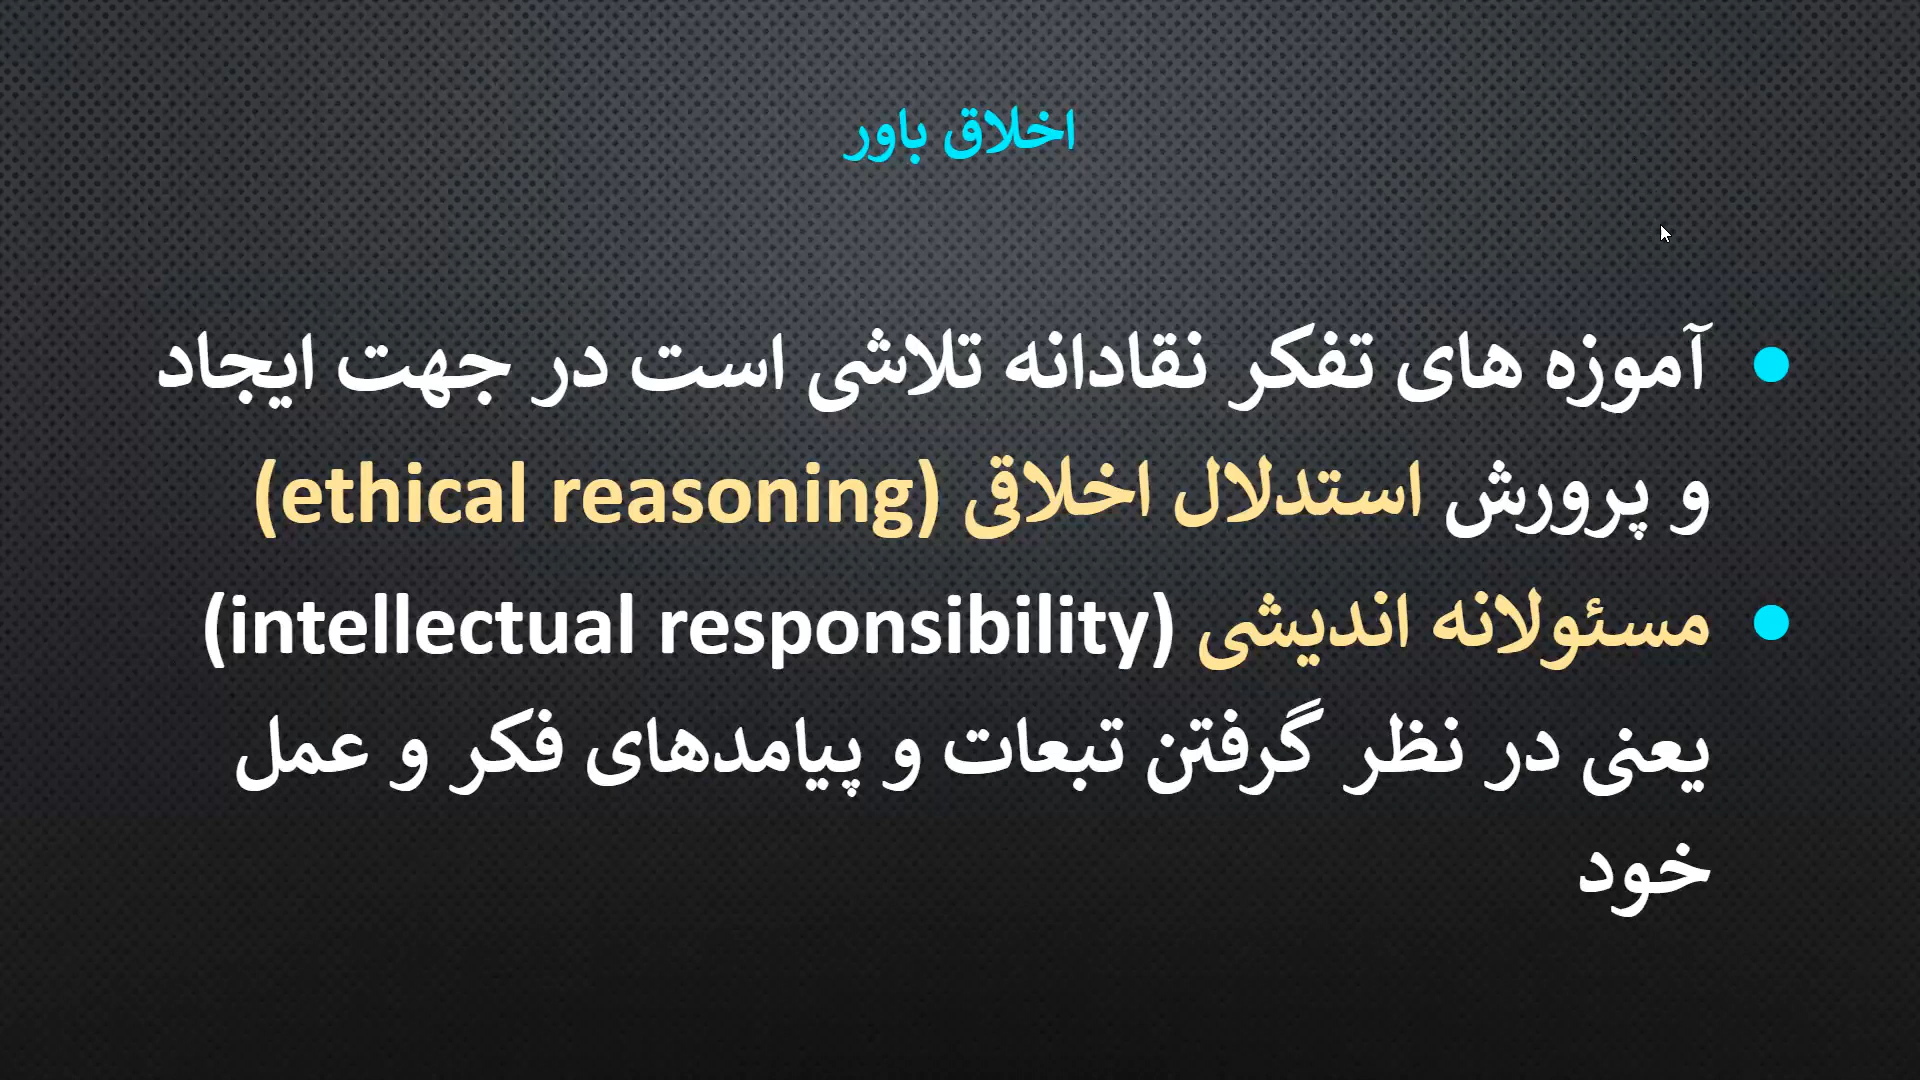 اخلاق باور
• آموزه های تفکر نقادانه تلاشی است در جهت ایجاد
و پرورش استدلال اخلاقی (ethical reasoning)
• مسئولانه اندیشی (intellectual responsibility)
یعنی در نظر گرفتن تبعات و پیامدهای فکر و عمل
خود